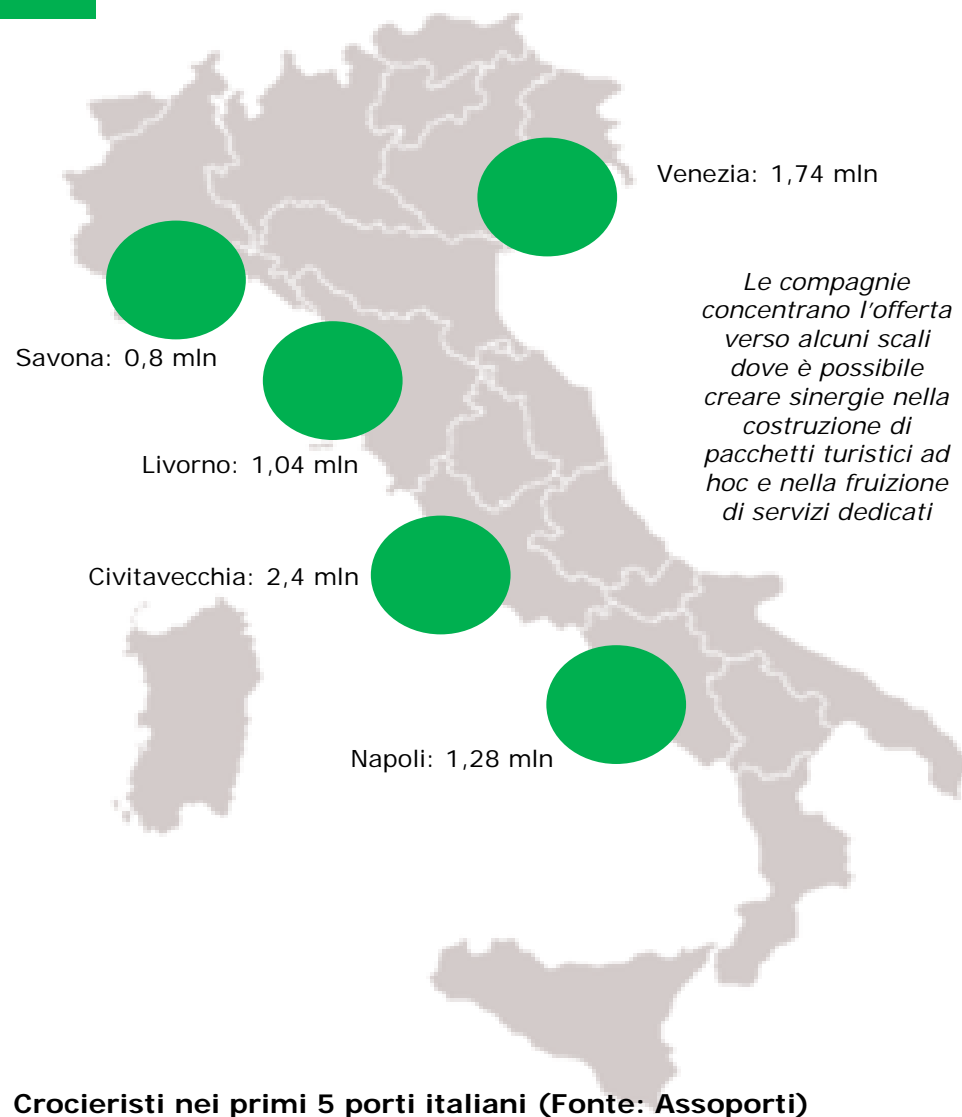 Venezia: 1,74 mln
Le compagnie
concentrano l'offerta
verso alcuni scali
dove è possibile
creare sinergie nella
costruzione di
pacchetti turistici ad
hoc e nella fruizione
di servizi dedicati
Savona: 0,8 mln
Livorno: 1,04 mln
Civitavecchia: 2,4 mln
Napoli: 1,28 mln
Crocieristi nei primi 5 porti italiani (Fonte: Assoporti)